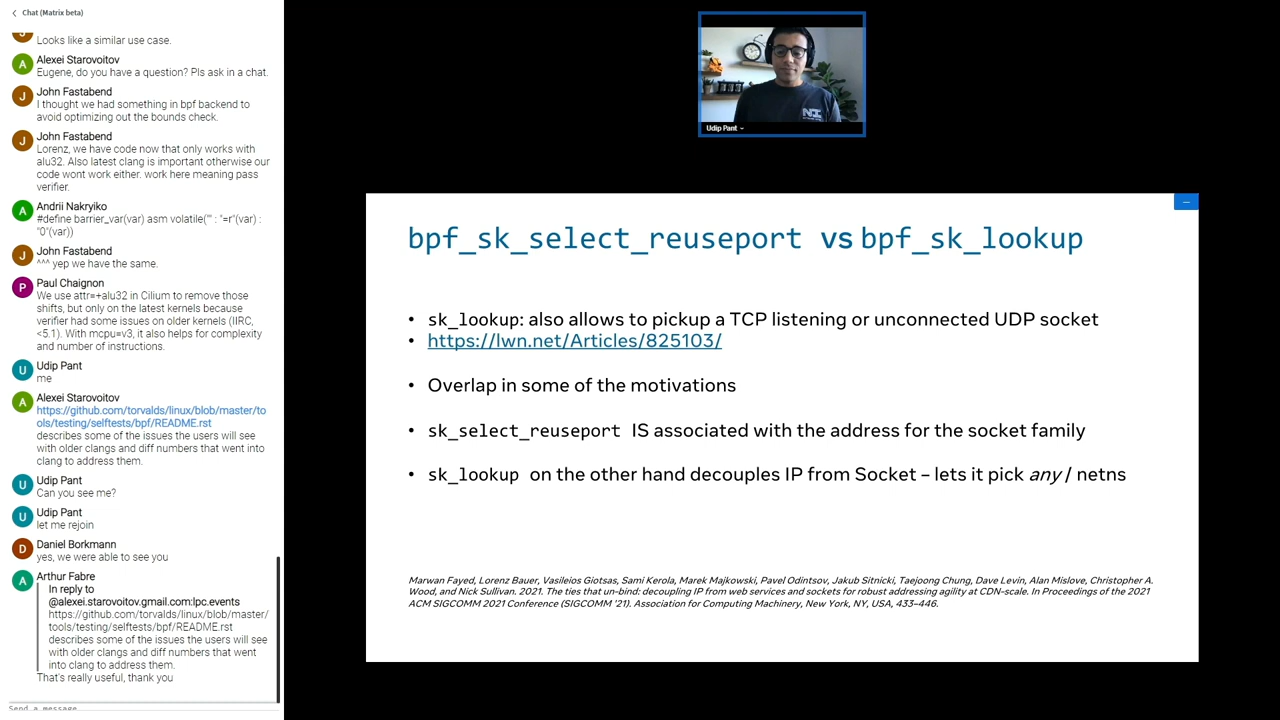 Chat (Matrix beta)
Looks like a similar use case.
Alexei Starovoitov
Eugene, do you have a question? Pls ask in a chat.
John Fastabend
I thought we had something in bpf backend to
avoid optimizing out the bounds check.
John Fastabend
Lorenz, we have code now that only works with
alu32. Also latest clang is important otherwise our
code wont work either. work here meaning pass
verifier.
Andrii Nakryiko
#define barrier_var(var) asm volatile("" : "=r"(var) :
"0"(var))
John Fastabend
^^^ yep we have the same.
Paul Chaignon
We use attr=+alu32 in Cilium to remove those
shifts, but only on the latest kernels because
verifier had some issues on older kernels (IIRC,
<5.1). With mcpu=v3, it also helps for complexity
and number of instructions.
Udip Pant
me
Alexei Starovoitov
https://github.com/torvalds/linux/blob/master/to
ols/testing/selftests/bpf/README.rst
describes some of the issues the users will see
with older clangs and diff numbers that went into
clang to address them.
Udip Pant
Can you see me?
Udip Pant
let me rejoin
Daniel Borkmann
yes, we were able to see you
Arthur Fabre
In reply to
@alexei.starovoitov.gmail.com:lpc.events
https://github.com/torvalds/linux/blob/master/
tools/testing/selftests/bpf/README.rst
describes some of the issues the users will see
with older clangs and diff numbers that went
into clang to address them.
That's really useful, thank you
Send a message
Udip Pant
bpf_sk_select_reuseport vs bpf_sk_lookup
• sk_lookup: also allows to pickup a TCP listening or unconnected UDP socket
• https://lwn.net/Articles/825103/
• Overlap in some of the motivations
• sk_select_reuseport IS associated with the address for the socket family
• sk_lookup on the other hand decouples IP from Socket – lets it pick any / netns
Marwan Fayed, Lorenz Bauer, Vasileios Giotsas, Sami Kerola, Marek Majkowski, Pavel Odintsov, Jakub Sitnicki, Taejoong Chung, Dave Levin, Alan Mislove, Christopher A.
Wood, and Nick Sullivan. 2021. The ties that un-bind: decoupling IP from web services and sockets for robust addressing agility at CDN-scale. In Proceedings of the 2021
ACM SIGCOMM 2021 Conference (SIGCOMM '21). Association for Computing Machinery, New York, NY, USA, 433–446.